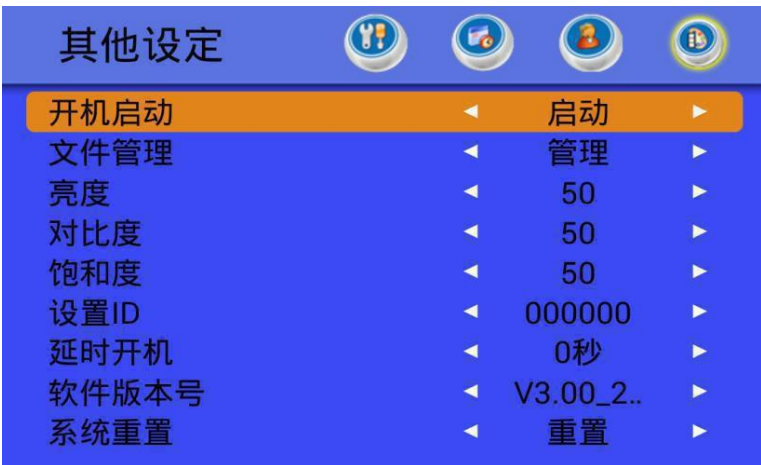 其他设定
开机启动 启动
文件管理 管理
亮度 50
对比度 50
饱和度 50
设置ID 000000
延时开机 0秒
软件版本号 V3.00_2..
系统重置 重置